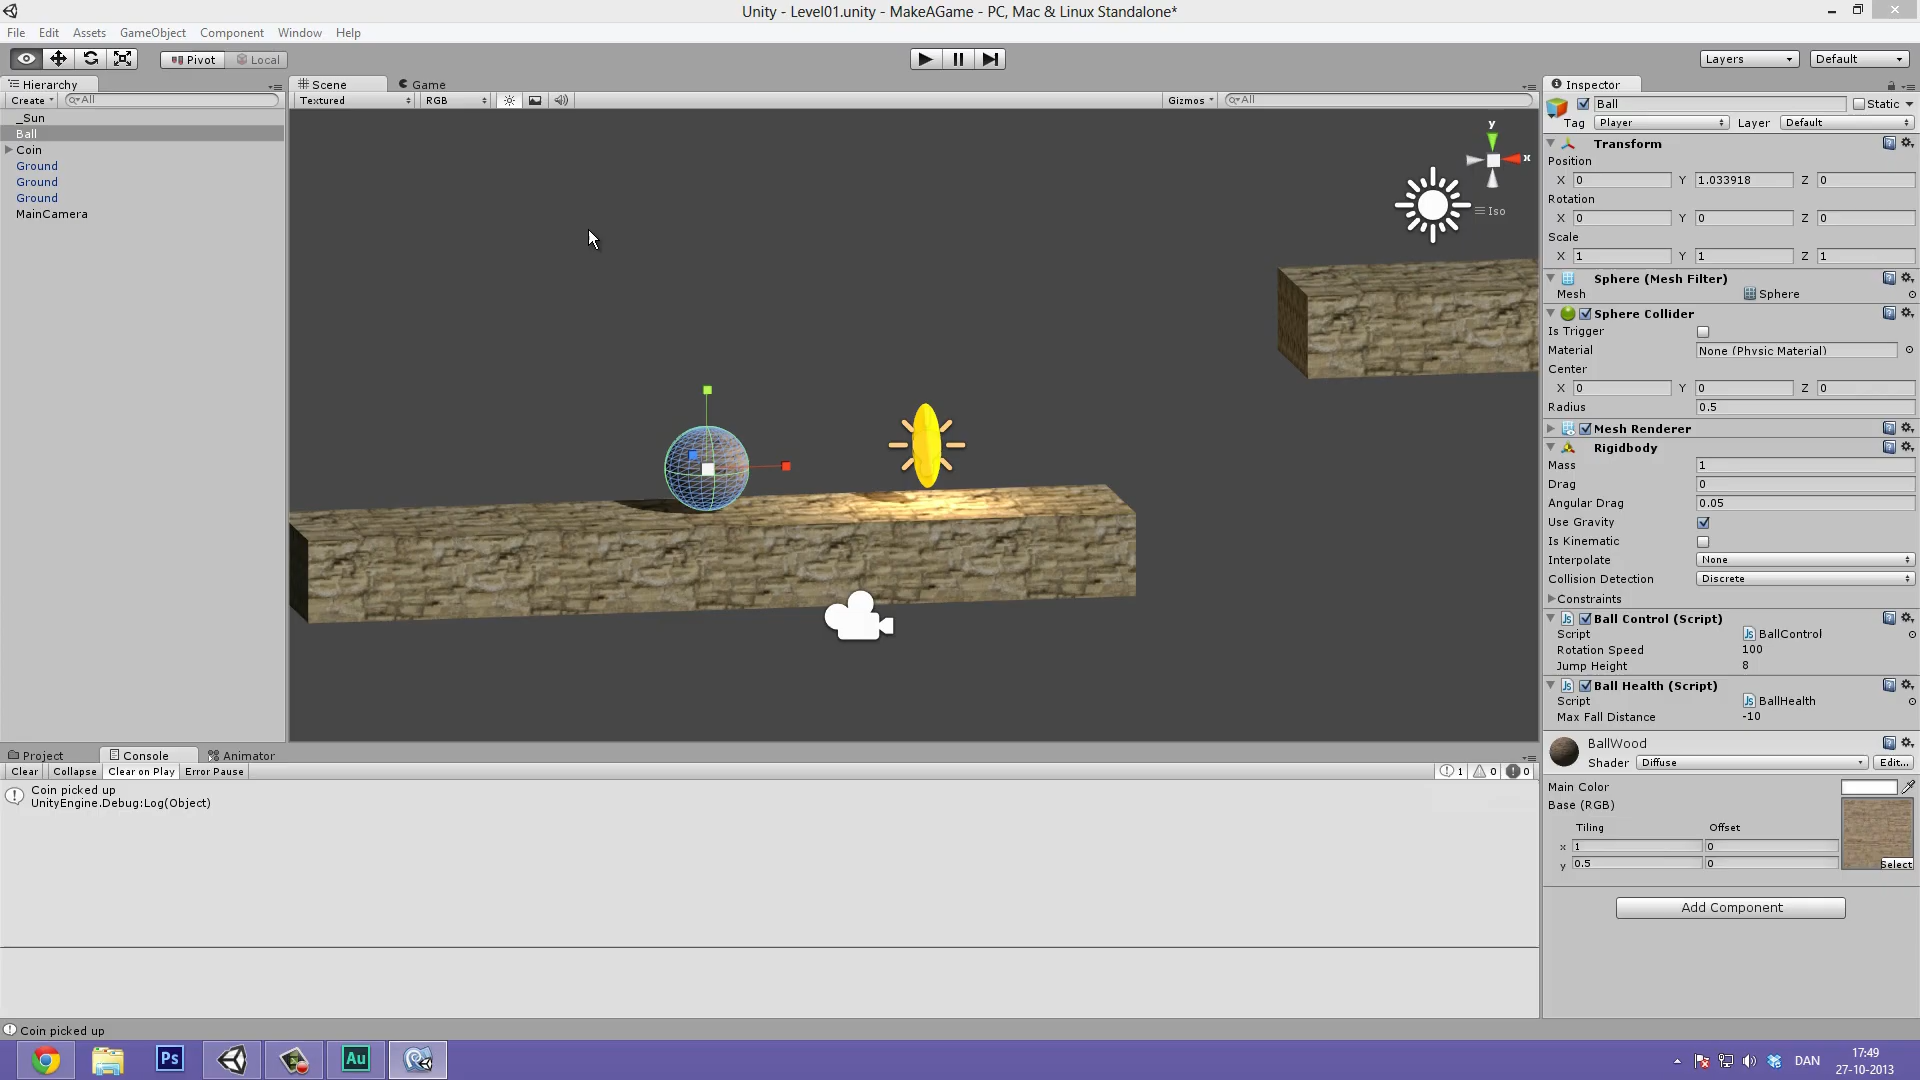 Unity - Level01.unity - MakeAGame - PC, Mac & Linux Standalone*
File Edit Assets GameObject Component Window Help
Pivot Local Layers Default
Hierarchy
Create All
_Sun
Ball
Coin
Ground
Ground
Ground
MainCamera
Scene Game
Textured RGB Gizmos All
y
x
Iso
Inspector
Ball Static
Tag Player Layer Default
Transform
Position
X 0 Y 1.033918 Z 0
Rotation
X 0 Y 0 Z 0
Scale
X 1 Y 1 Z 1
Sphere (Mesh Filter)
Mesh Sphere
Sphere Collider
Is Trigger
Material None (Physic Material)
Center
X 0 Y 0 Z 0
Radius 0.5
Mesh Renderer
Rigidbody
Mass 1
Drag 0
Angular Drag 0.05
Use Gravity
Is Kinematic
Interpolate None
Collision Detection Discrete
Constraints
Ball Control (Script)
Script BallControl
Rotation Speed 100
Jump Height 8
Ball Health (Script)
Script BallHealth
Max Fall Distance -10
BallWood
Shader Diffuse Edit...
Main Color
Base (RGB)
Tiling Offset
x 1 0
y 0.5 0
Select
Add Component
Project Console Animator
Clear Collapse Clear on Play Error Pause 1 0 0
Coin picked up
UnityEngine.Debug:Log(Object)
Coin picked up
Ps Au DAN
17:49
27-10-2013